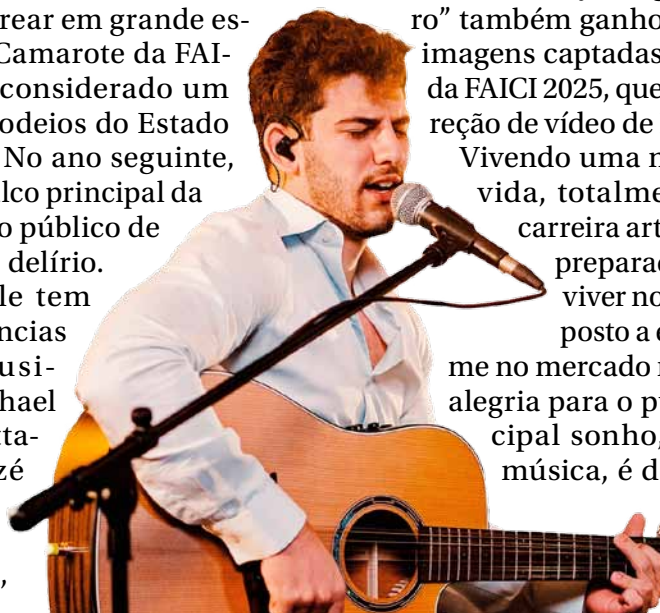 rear em grande es-
Camarote da FAI-
considerado um
odeios do Estado
No ano seguinte,
lco principal da
o público de
delírio.
le tem
ncias
usi-
hael
ta-
zé
,
ro” também ganho
imagens captadas
da FAICI 2025, que
reção de vídeo de
Vivendo uma n
vida, totalme
carreira art
preparad
viver no
posto a e
me no mercado
alegria para o p
cipal sonho,
música, é d